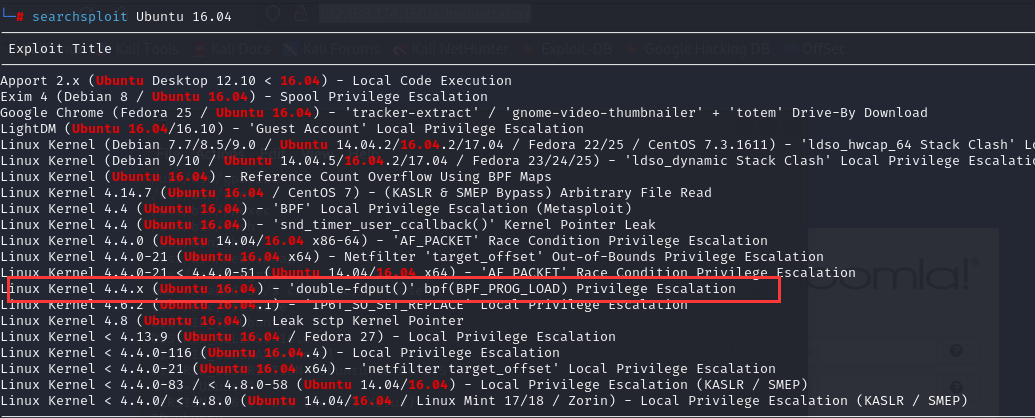 └─# searchsploit Ubuntu 16.04
Exploit Title
Kali Tools Kali Docs Kali Forums Kali NetHunter Exploit-DB Google Hacking DB OffSec
Apport 2.x (Ubuntu Desktop 12.10 < 16.04) - Local Code Execution
Exim 4 (Debian 8 / Ubuntu 16.04) - Spool Privilege Escalation
Google Chrome (Fedora 25 / Ubuntu 16.04) - 'tracker-extract' / 'gnome-video-thumbnailer' + 'totem' Drive-By Download
LightDM (Ubuntu 16.04/16.10) - 'Guest Account' Local Privilege Escalation
Linux Kernel (Debian 7.7/8.5/9.0 / Ubuntu 14.04.2/16.04.2/17.04 / Fedora 22/25 / CentOS 7.3.1611) - 'ldso_hwcap_64 Stack Clash' Lo
Linux Kernel (Debian 9/10 / Ubuntu 14.04.5/16.04.2/17.04 / Fedora 23/24/25) - 'ldso_dynamic Stack Clash' Local Privilege Escalatio
Linux Kernel (Ubuntu 16.04) - Reference Count Overflow Using BPF Maps
Linux Kernel 4.14.7 (Ubuntu 16.04 / CentOS 7) - (KASLR & SMEP Bypass) Arbitrary File Read
Linux Kernel 4.4 (Ubuntu 16.04) - 'BPF' Local Privilege Escalation (Metasploit)
Linux Kernel 4.4 (Ubuntu 16.04) - 'snd_timer_user_ccallback()' Kernel Pointer Leak
Linux Kernel 4.4.0 (Ubuntu 14.04/16.04 x86-64) - 'AF_PACKET' Race Condition Privilege Escalation
Linux Kernel 4.4.0-21 (Ubuntu 16.04 x64) - Netfilter 'target_offset' Out-of-Bounds Privilege Escalation
Linux Kernel 4.4.0-21 < 4.4.0-51 (Ubuntu 14.04/16.04 x64) - 'AF_PACKET' Race Condition Privilege Escalation
Linux Kernel 4.4.x (Ubuntu 16.04) - 'double-fdput()' bpf(BPF_PROG_LOAD) Privilege Escalation
Linux Kernel 4.6.2 (Ubuntu 16.04.1) - 'IP6T_SO_SET_REPLACE' Local Privilege Escalation
Linux Kernel 4.8 (Ubuntu 16.04) - Leak sctp Kernel Pointer
Linux Kernel < 4.13.9 (Ubuntu 16.04 / Fedora 27) - Local Privilege Escalation
Linux Kernel < 4.4.0-116 (Ubuntu 16.04.4) - Local Privilege Escalation
Linux Kernel < 4.4.0-21 (Ubuntu 16.04 x64) - 'netfilter target_offset' Local Privilege Escalation
Linux Kernel < 4.4.0-83 / < 4.8.0-58 (Ubuntu 14.04/16.04) - Local Privilege Escalation (KASLR / SMEP)
Linux Kernel < 4.4.0/ < 4.8.0 (Ubuntu 14.04/16.04 / Linux Mint 17/18 / Zorin) - Local Privilege Escalation (KASLR / SMEP)
oomla!